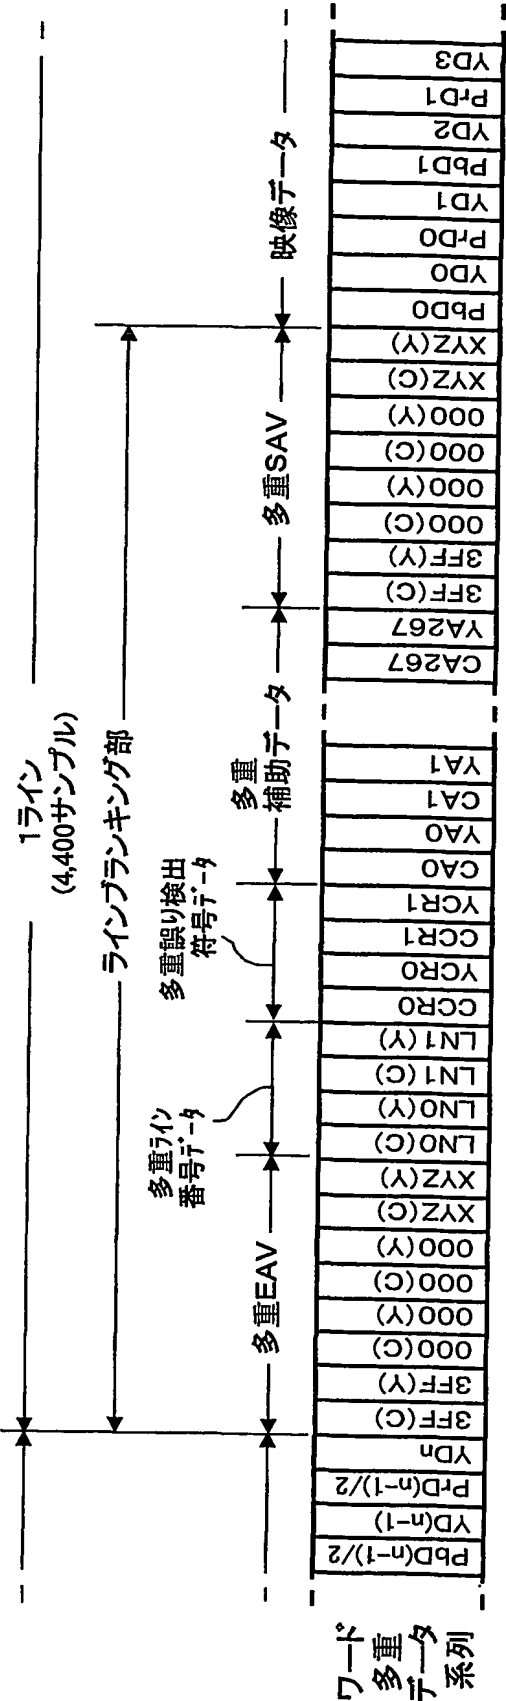 1ライン
(4,400サンプル)
ラインブランキング部
多重EAV
多重ライン
番号データ
多重誤り検出
符号データ
多重
補助データ
多重SAV
映像データ
ワード
多重
データ
系列
PbD(n-1)/2
YD(n-1)
PrD(n-1)/2
YDn
3FF(C)
3FF(Y)
000(C)
000(Y)
000(C)
000(Y)
XYZ(C)
XYZ(Y)
LN0(C)
LN0(Y)
LN1(C)
LN1(Y)
CCR0
YCR0
CCR1
YCR1
CA0
YA0
CA1
YA1
CA267
YA267
3FF(C)
3FF(Y)
000(C)
000(Y)
000(C)
000(Y)
XYZ(C)
XYZ(Y)
PbD0
YD0
PrD0
YD1
PbD1
YD2
PrD1
YD3